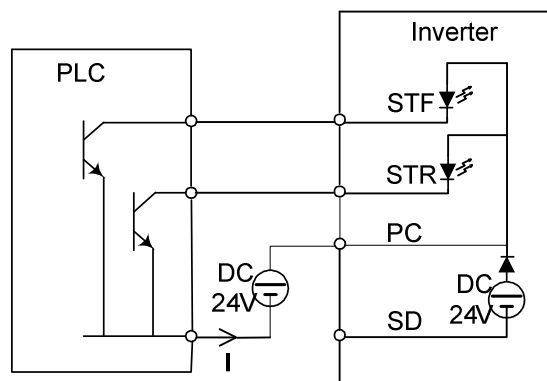 Inverter
PLC
STF
STR
PC
DC
24V
DC
24V
SD
I